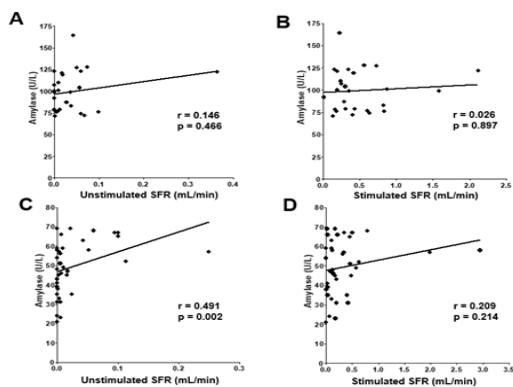 A
Amylase (U/L)
175
150
125
100
75
50
25
0
0.0
0.1
0.2
0.3
0.4
Unstimulated SFR (mL/min)
r = 0.146
p = 0.466
B
Amylase (U/L)
175
150
125
100
75
50
25
0
0.0
0.5
1.0
1.5
2.0
2.5
Stimulated SFR (mL/min)
r = 0.026
p = 0.897
C
Amylase (U/L)
80
70
60
50
40
30
20
10
0
0.0
0.1
0.2
0.3
Unstimulated SFR (mL/min)
r = 0.491
p = 0.002
D
Amylase (U/L)
80
70
60
50
40
30
20
10
0
0.0
0.5
1.0
1.5
2.0
2.5
3.0
3.5
Stimulated SFR (mL/min)
r = 0.209
p = 0.214